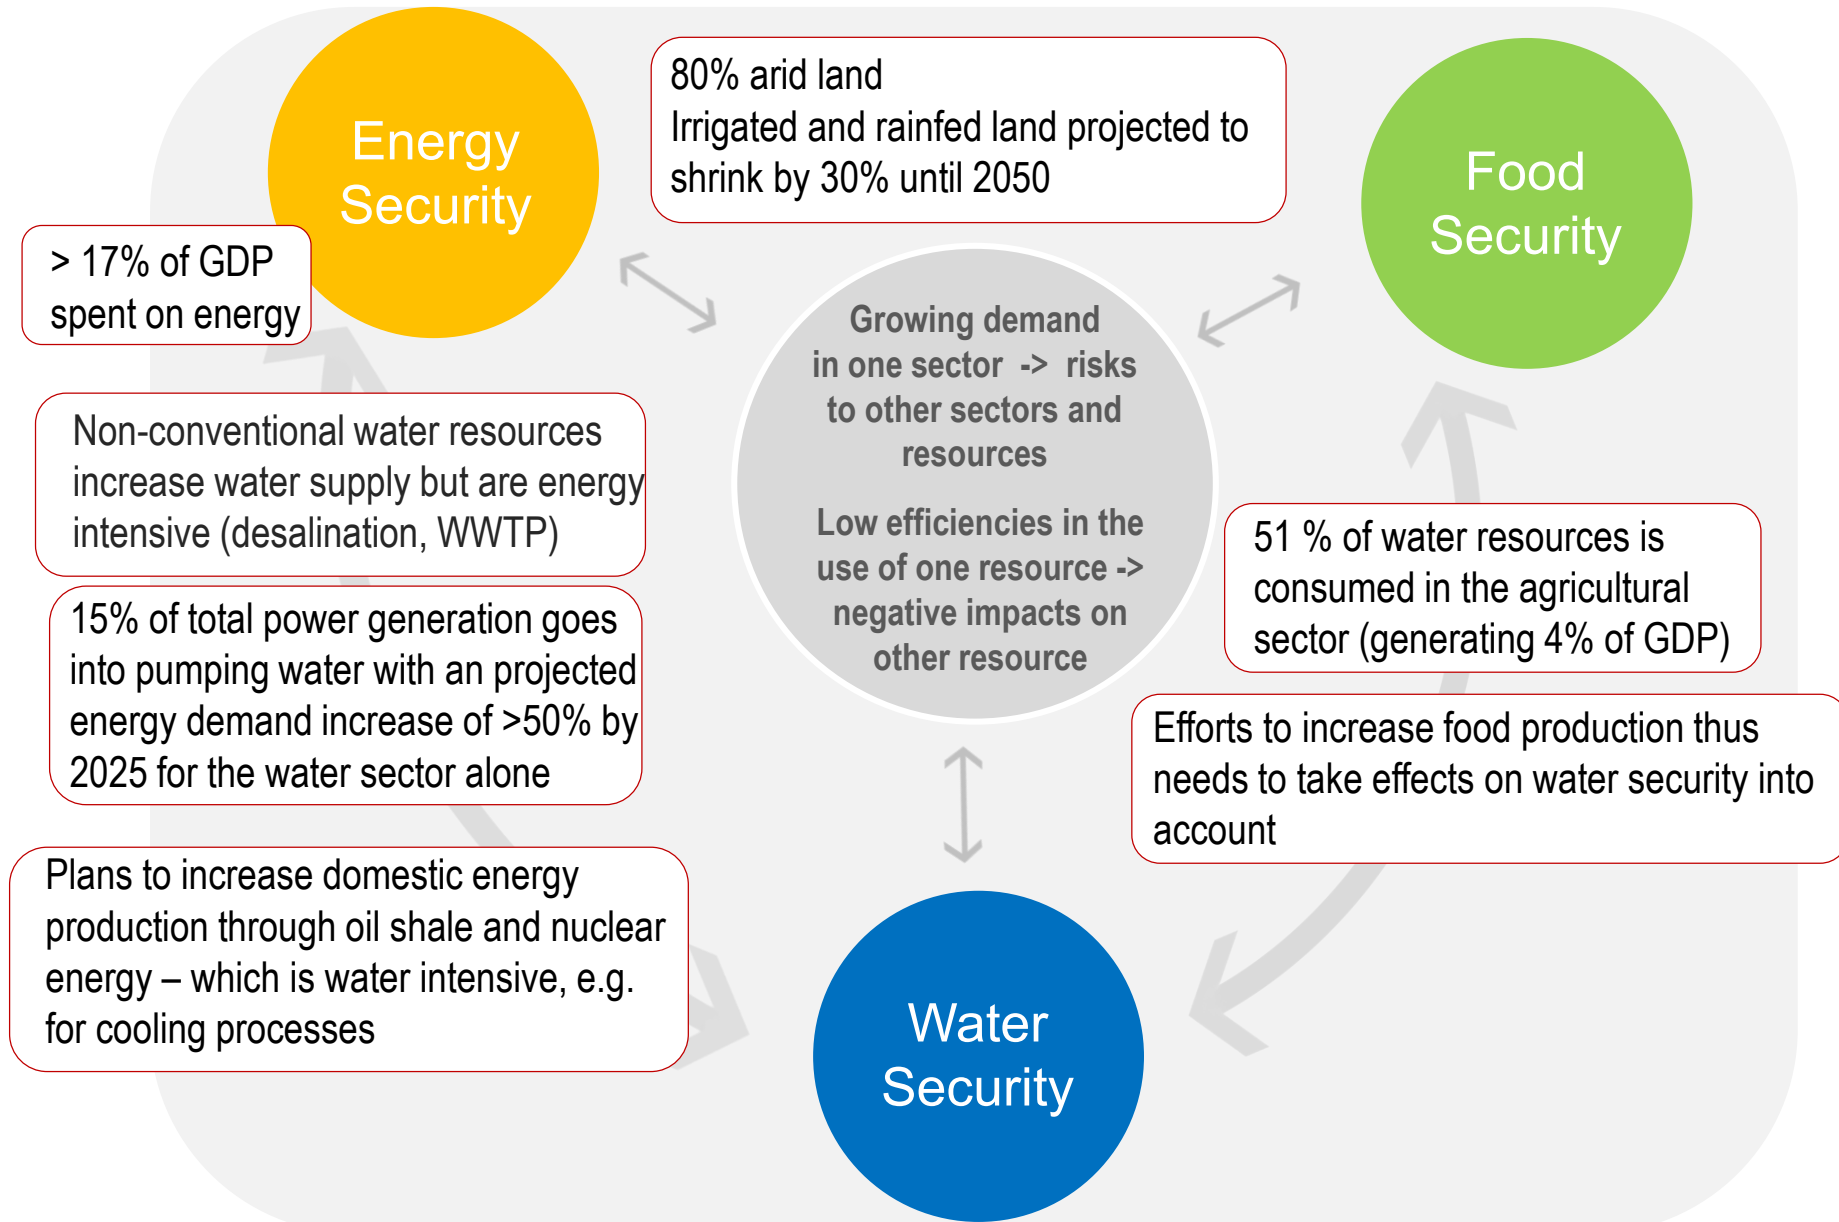 Energy
Security
80% arid land
Irrigated and rainfed land projected to
shrink by 30% until 2050
Food
Security
> 17% of GDP
spent on energy
Growing demand
in one sector -> risks
to other sectors and
resources
Low efficiencies in the
use of one resource ->
negative impacts on
other resource
Non-conventional water resources
increase water supply but are energy
intensive (desalination, WWTP)
15% of total power generation goes
into pumping water with an projected
energy demand increase of >50% by
2025 for the water sector alone
51 % of water resources is
consumed in the agricultural
sector (generating 4% of GDP)
Efforts to increase food production thus
needs to take effects on water security into
account
Plans to increase domestic energy
production through oil shale and nuclear
energy – which is water intensive, e.g.
for cooling processes
Water
Security